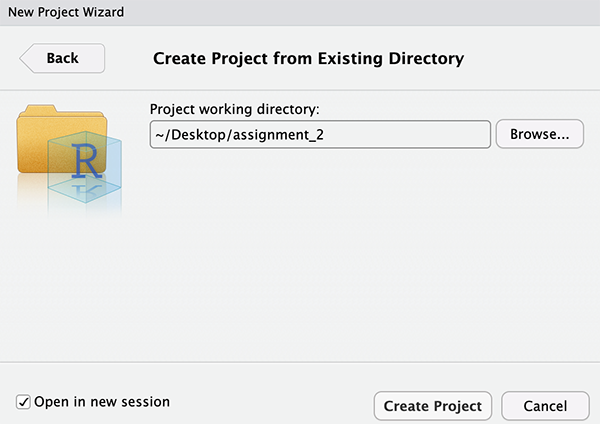 New Project Wizard
Back
Create Project from Existing Directory
R
Project working directory:
~/Desktop/assignment_2
Browse...
Open in new session
Create Project
Cancel